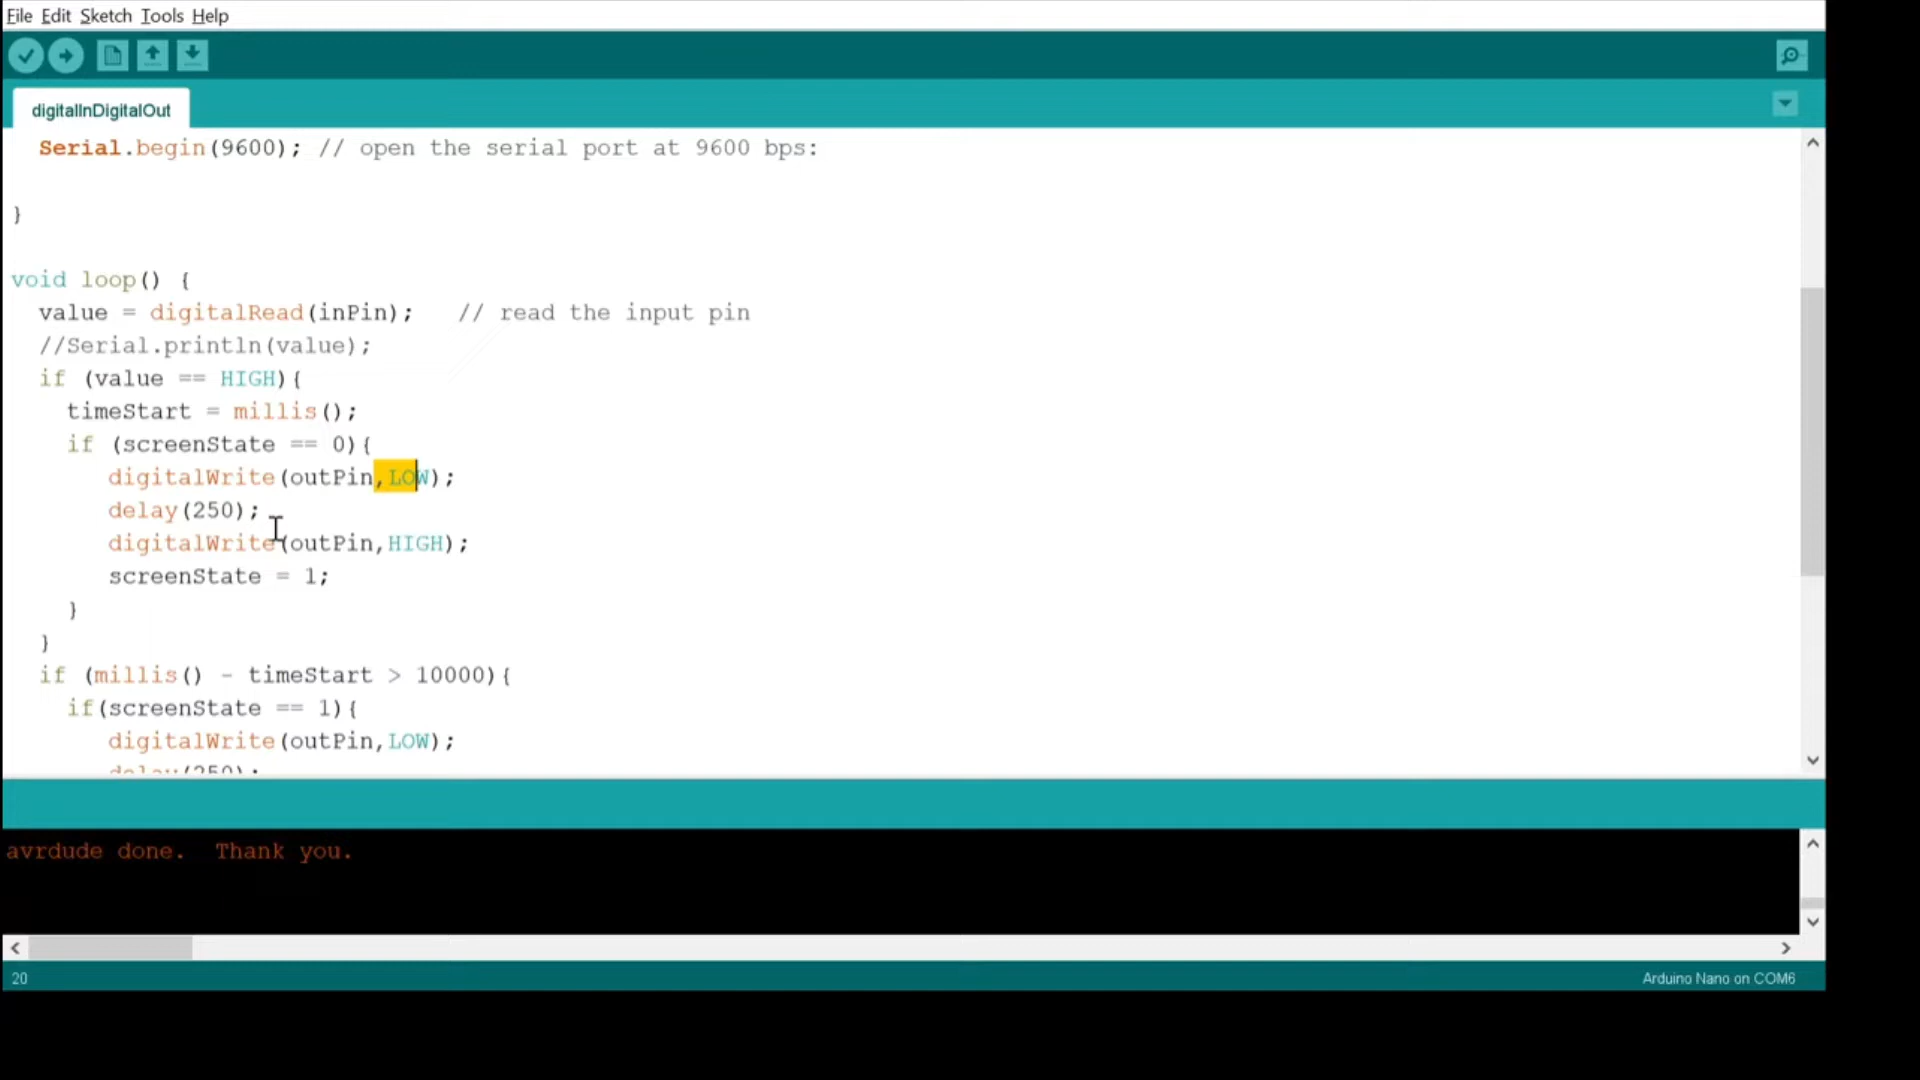 File Edit Sketch Tools Help
digitalInDigitalOut
Serial.begin(9600); // open the serial port at 9600 bps:
}
void loop() {
value = digitalRead(inPin);   // read the input pin
//Serial.println(value);
if (value == HIGH){
timeStart = millis();
if (screenState == 0){
digitalWrite(outPin,LOW);
delay(250);
digitalWrite(outPin,HIGH);
screenState = 1;
}
}
if (millis() - timeStart > 10000){
if(screenState == 1){
digitalWrite(outPin,LOW);
delay(250);
avrdude done.  Thank you.
20
Arduino Nano on COM6